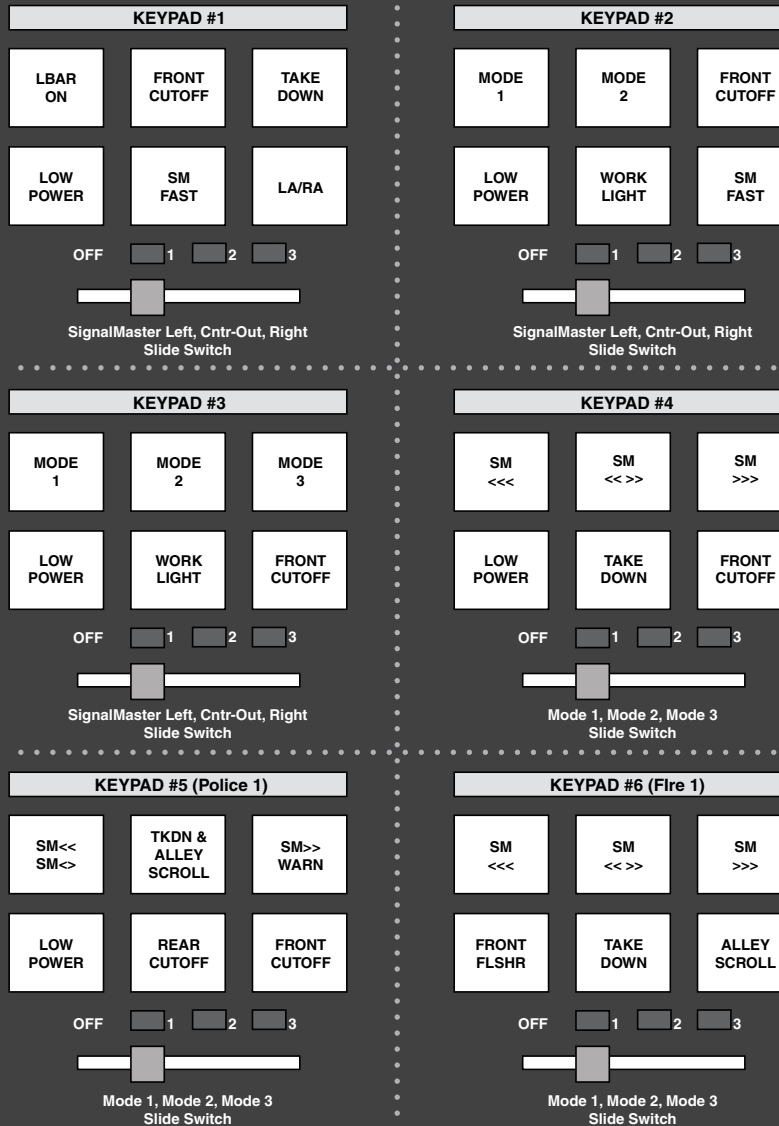 KEYPAD #1
LBAR
ON
FRONT
CUTOFF
TAKE
DOWN
LOW
POWER
SM
FAST
LA/RA
OFF 1 2 3
SignalMaster Left, Cntr-Out, Right
Slide Switch
KEYPAD #2
MODE
1
MODE
2
FRONT
CUTOFF
LOW
POWER
WORK
LIGHT
SM
FAST
OFF 1 2 3
SignalMaster Left, Cntr-Out, Right
Slide Switch
KEYPAD #3
MODE
1
MODE
2
MODE
3
LOW
POWER
WORK
LIGHT
FRONT
CUTOFF
OFF 1 2 3
SignalMaster Left, Cntr-Out, Right
Slide Switch
KEYPAD #4
SM
<<<
SM
<< >>
SM
>>>
LOW
POWER
TAKE
DOWN
FRONT
CUTOFF
OFF 1 2 3
Mode 1, Mode 2, Mode 3
Slide Switch
KEYPAD #5 (Police 1)
SM<<
SM<>
TKDN &
ALLEY
SCROLL
SM>>
WARN
LOW
POWER
REAR
CUTOFF
FRONT
CUTOFF
OFF 1 2 3
Mode 1, Mode 2, Mode 3
Slide Switch
KEYPAD #6 (FIre 1)
SM
<<<
SM
<< >>
SM
>>>
FRONT
FLSHR
TAKE
DOWN
ALLEY
SCROLL
OFF 1 2 3
Mode 1, Mode 2, Mode 3
Slide Switch